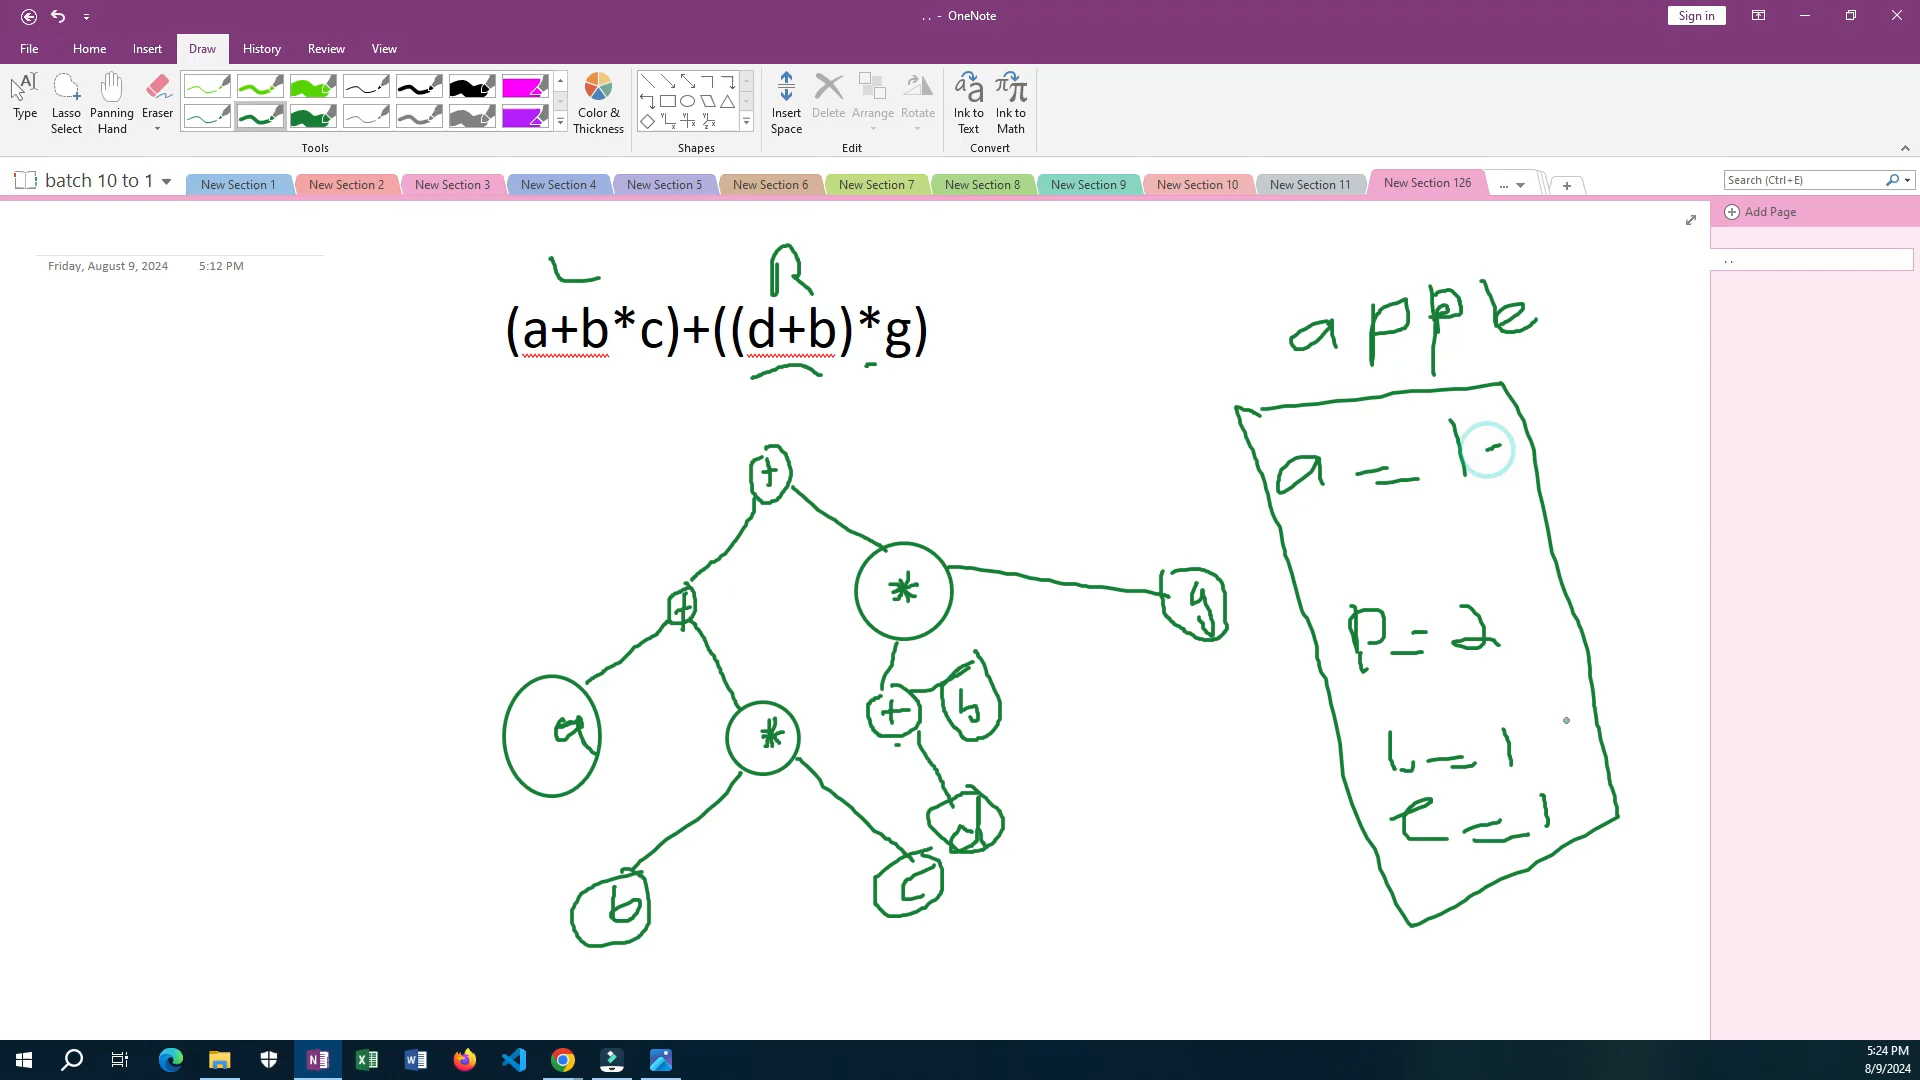 . . - OneNote
Sign in
File Home Insert Draw History Review View
Type
Lasso Select
Panning Hand
Eraser
Color & Thickness
Insert Space
Delete
Arrange
Rotate
Ink to Text
Ink to Math
Tools
Shapes
Edit
Convert
batch 10 to 1
New Section 1
New Section 2
New Section 3
New Section 4
New Section 5
New Section 6
New Section 7
New Section 8
New Section 9
New Section 10
New Section 11
New Section 126
...
Search (Ctrl+E)
Add Page
. .
Friday, August 9, 2024 5:12 PM
L R
(a+b*c)+((d+b)*g)
+
+ * g
a * + b
d
b c
a p p
a = 1 -
p = 2
L = 1
e = 1
5:24 PM
8/9/2024